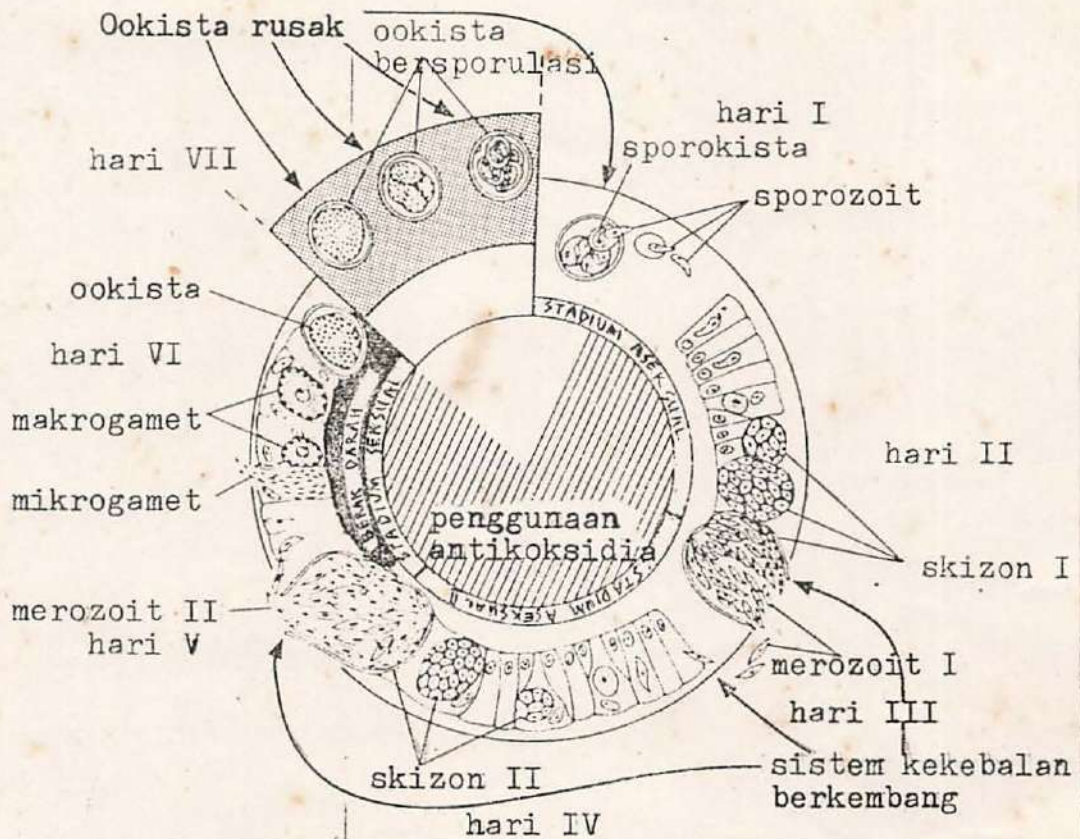 Ookista rusak
ookista
bersporulasi
hari I
sporokista
hari VII
sporozoit
ookista
STADIUM ASEKSUAL
hari VI
makrogamet
BERAK DARAH
STADIUM SEKSUAL
hari II
mikrogamet
penggunaan
antikoksidia
skizon I
STADIUM ASEKSUAL II
merozoit II
hari V
merozoit I
hari III
skizon II
sistem kekebalan
berkembang
hari IV